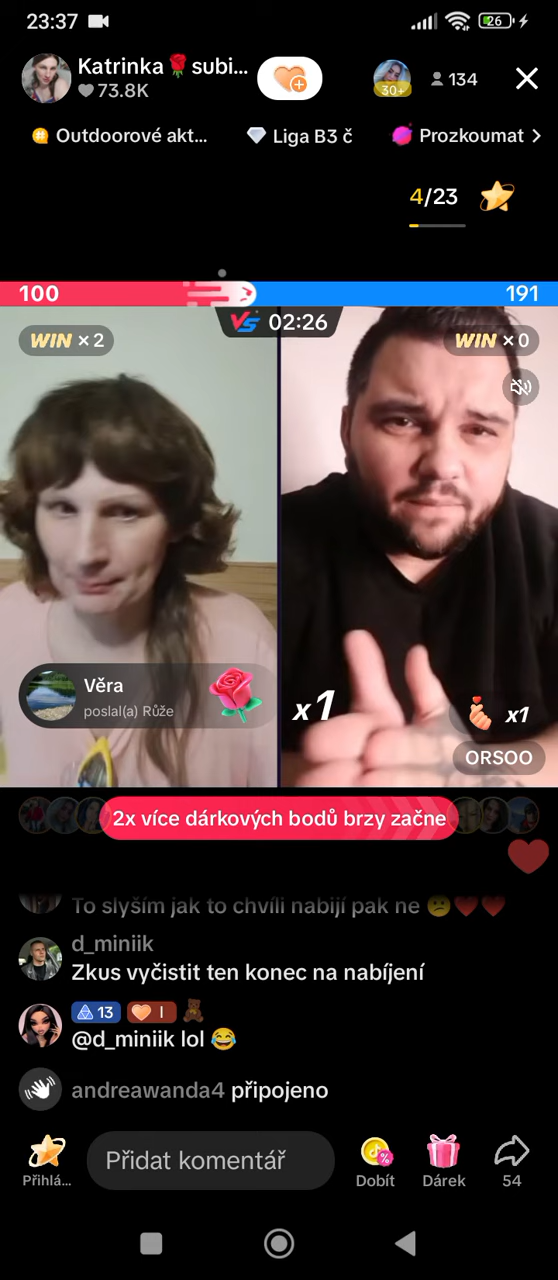 23:37
26
Katrinka🌹subi...
73.8K
30+
134
Outdoorové akt...
Liga B3 č
Prozkoumat
4/23
100
191
VS 02:26
WIN × 2
WIN × 0
Věra
poslal(a) Růže
x1
x1
ORSOO
2x více dárkových bodů brzy začne
To slyším jak to chvíli nabíjí pak ne 😕❤️❤️
d_miniik
Zkus vyčistit ten konec na nabíjení
13
I
@d_miniik lol 😂
andreawanda4 připojeno
Přihlá...
Přidat komentář
Dobít
Dárek
54